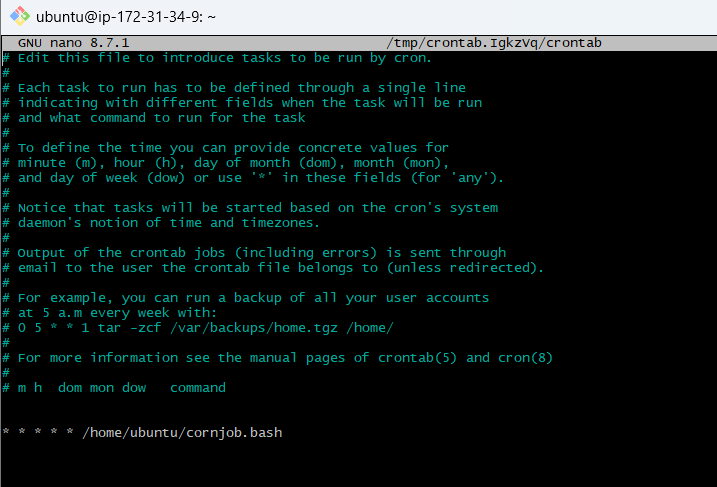 ubuntu@ip-172-31-34-9: ~
GNU nano 8.7.1 /tmp/crontab.IgkzVq/crontab
# Edit this file to introduce tasks to be run by cron.
#
# Each task to run has to be defined through a single line
# indicating with different fields when the task will be run
# and what command to run for the task
#
# To define the time you can provide concrete values for
# minute (m), hour (h), day of month (dom), month (mon),
# and day of week (dow) or use '*' in these fields (for 'any').
#
# Notice that tasks will be started based on the cron's system
# daemon's notion of time and timezones.
#
# Output of the crontab jobs (including errors) is sent through
# email to the user the crontab file belongs to (unless redirected).
#
# For example, you can run a backup of all your user accounts
# at 5 a.m every week with:
# 0 5 * * 1 tar -zcf /var/backups/home.tgz /home/
#
# For more information see the manual pages of crontab(5) and cron(8)
#
# m h  dom mon dow   command
* * * * * /home/ubuntu/cornjob.bash